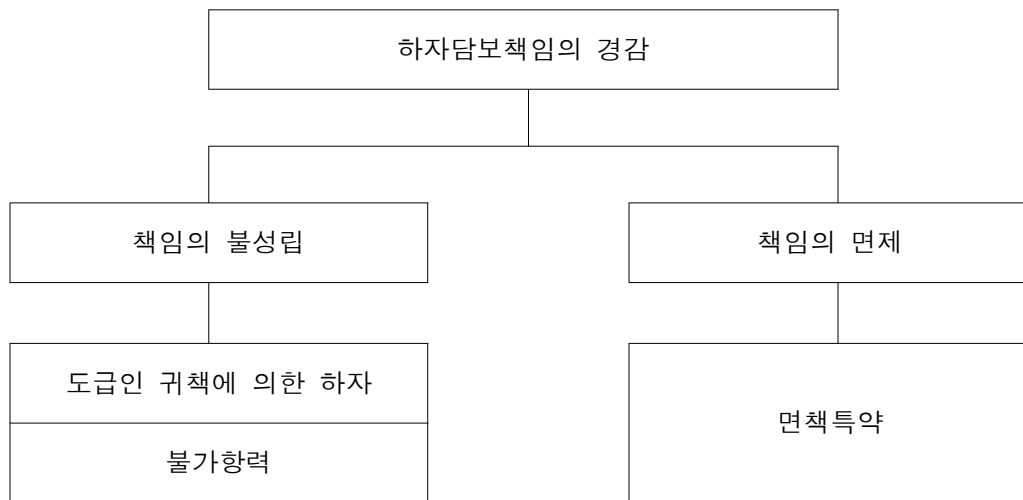 하자담보책임의 경감
책임의 불성립
책임의 면제
도급인 귀책에 의한 하자
불가항력
면책특약